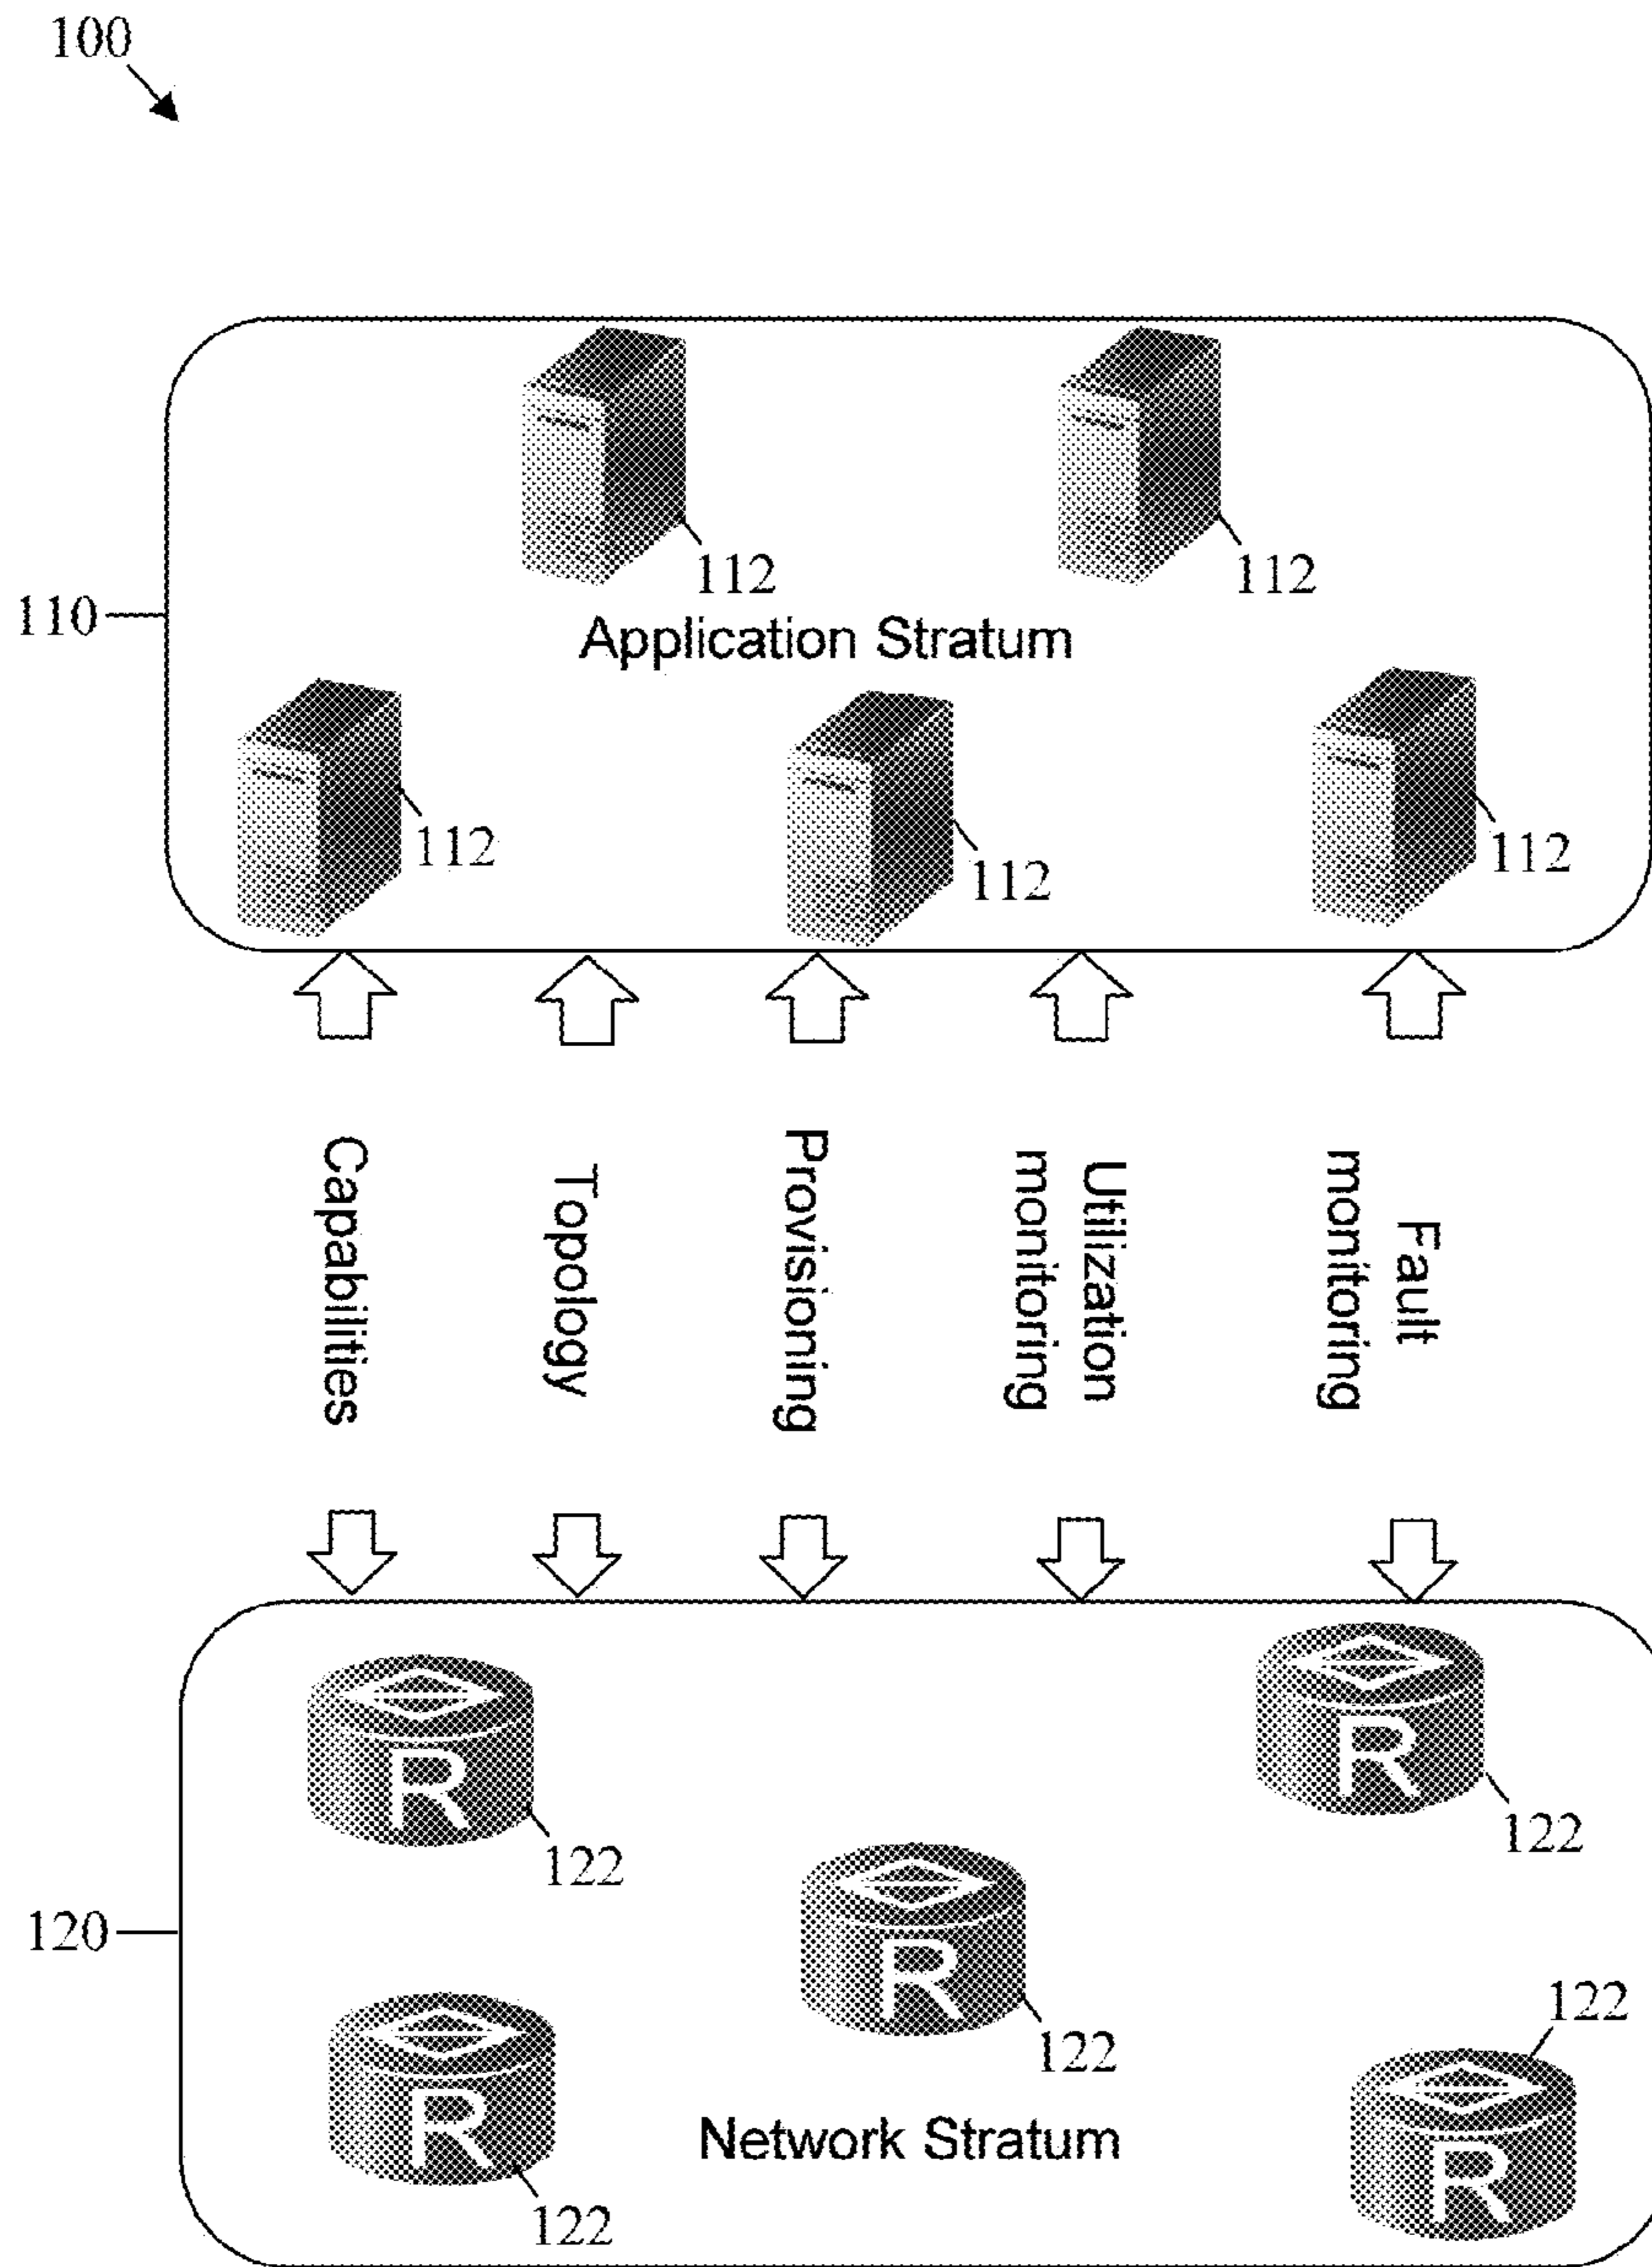 100
112
112
110
Application Stratum
112
112
112
Capabilities
Topology
Provisioning
Utilization
monitoring
Fault
monitoring
R
R
122
122
R
120
122
122
R
R
Network Stratum
122